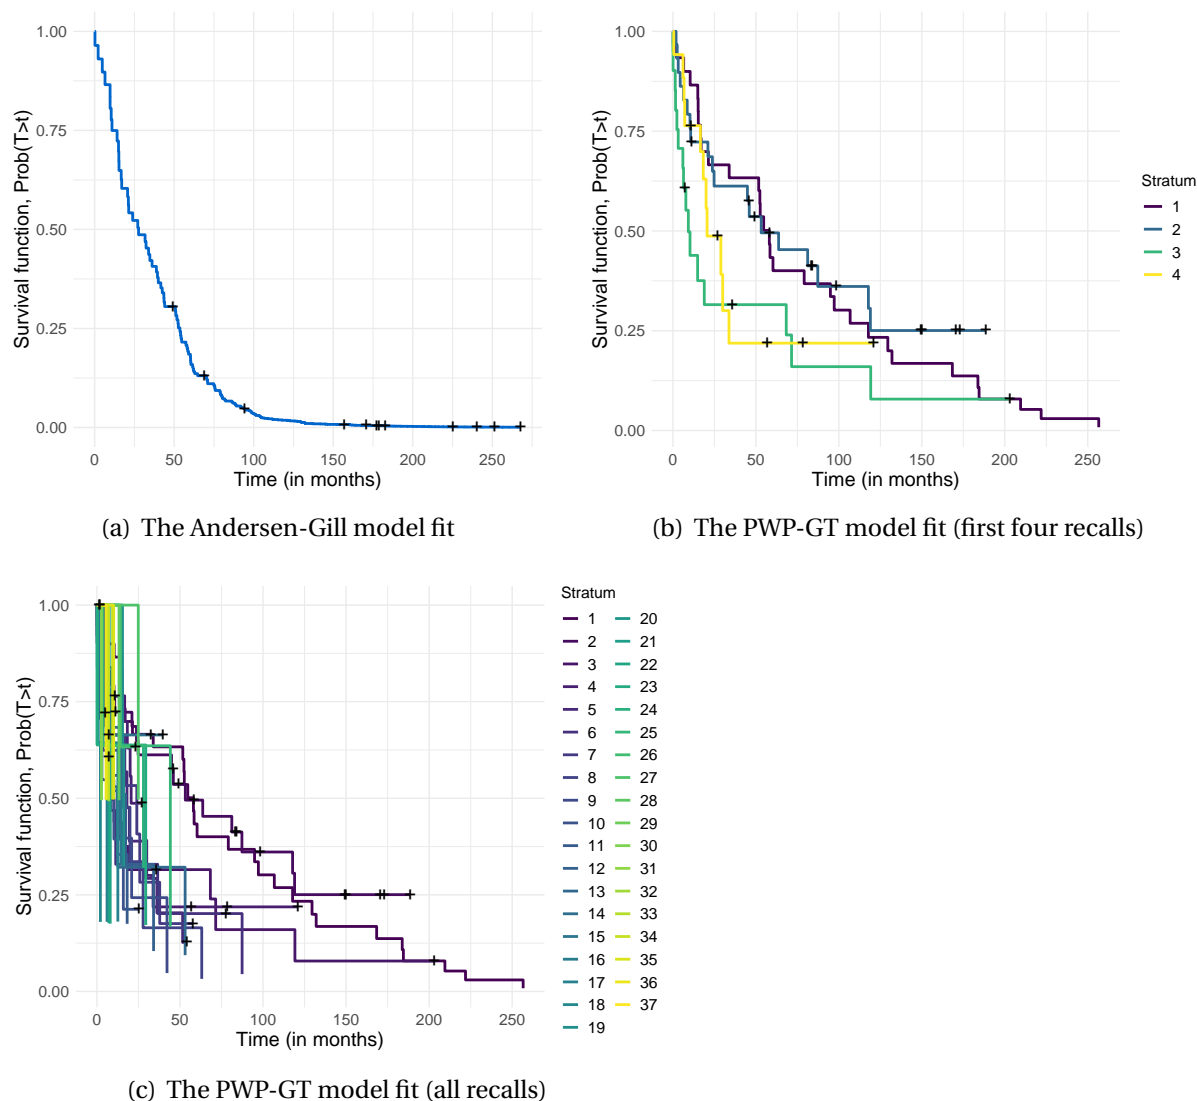 1.00
0.75
0.50
0.25
0.00
Survival function, Prob(T>t)
0 50 100 150 200 250
Time (in months)
(a) The Andersen-Gill model fit
1.00
0.75
0.50
0.25
0.00
Survival function, Prob(T>t)
0 50 100 150 200 250
Time (in months)
Stratum
1
2
3
4
(b) The PWP-GT model fit (first four recalls)
1.00
0.75
0.50
0.25
0.00
Survival function, Prob(T>t)
0 50 100 150 200 250
Time (in months)
Stratum
1 20
2 21
3 22
4 23
5 24
6 25
7 26
8 27
9 28
10 29
11 30
12 31
13 32
14 33
15 34
16 35
17 36
18 37
19
(c) The PWP-GT model fit (all recalls)